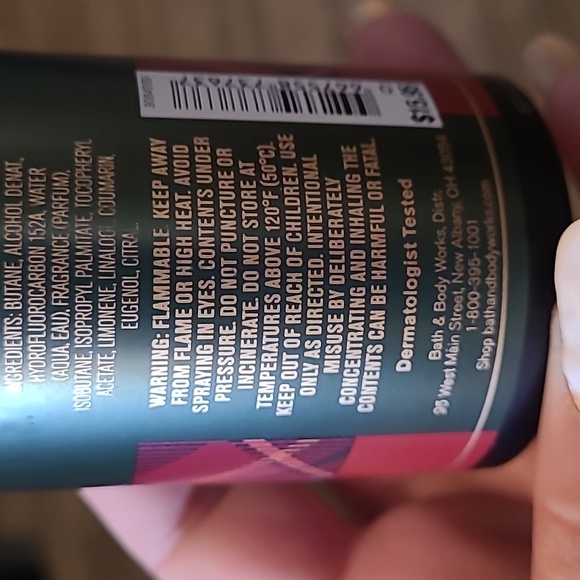 INGREDIENTS: BUTANE, ALCOHOL DENAT.,
HYDROFLUOROCARBON 152A, WATER
(AQUA, EAU), FRAGRANCE (PARFUM),
ISOBUTANE, ISOPROPYL PALMITATE, TOCOPHERYL
ACETATE, LIMONENE, LINALOOL, COUMARIN,
EUGENOL, CITRAL.
WARNING: FLAMMABLE. KEEP AWAY
FROM FLAME OR HIGH HEAT. AVOID
SPRAYING IN EYES. CONTENTS UNDER
PRESSURE. DO NOT PUNCTURE OR
INCINERATE. DO NOT STORE AT
TEMPERATURES ABOVE 120°F (50°C).
KEEP OUT OF REACH OF CHILDREN. USE
ONLY AS DIRECTED. INTENTIONAL
MISUSE BY DELIBERATELY
CONCENTRATING AND INHALING THE
CONTENTS CAN BE HARMFUL OR FATAL.
Dermatologist Tested
Bath & Body Works, Distr.
95 West Main Street, New Albany, OH 43054
1-800-395-1001
Shop bathandbodyworks.com